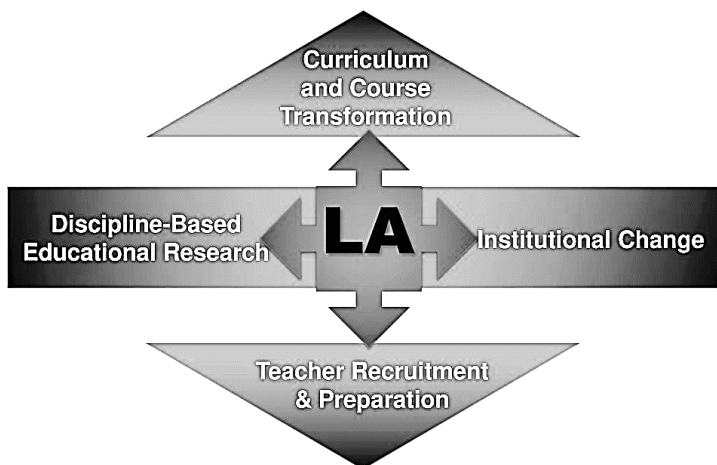 Curriculum
and Course
Transformation
Discipline-Based
Educational Research
LA
Institutional Change
Teacher Recruitment
& Preparation